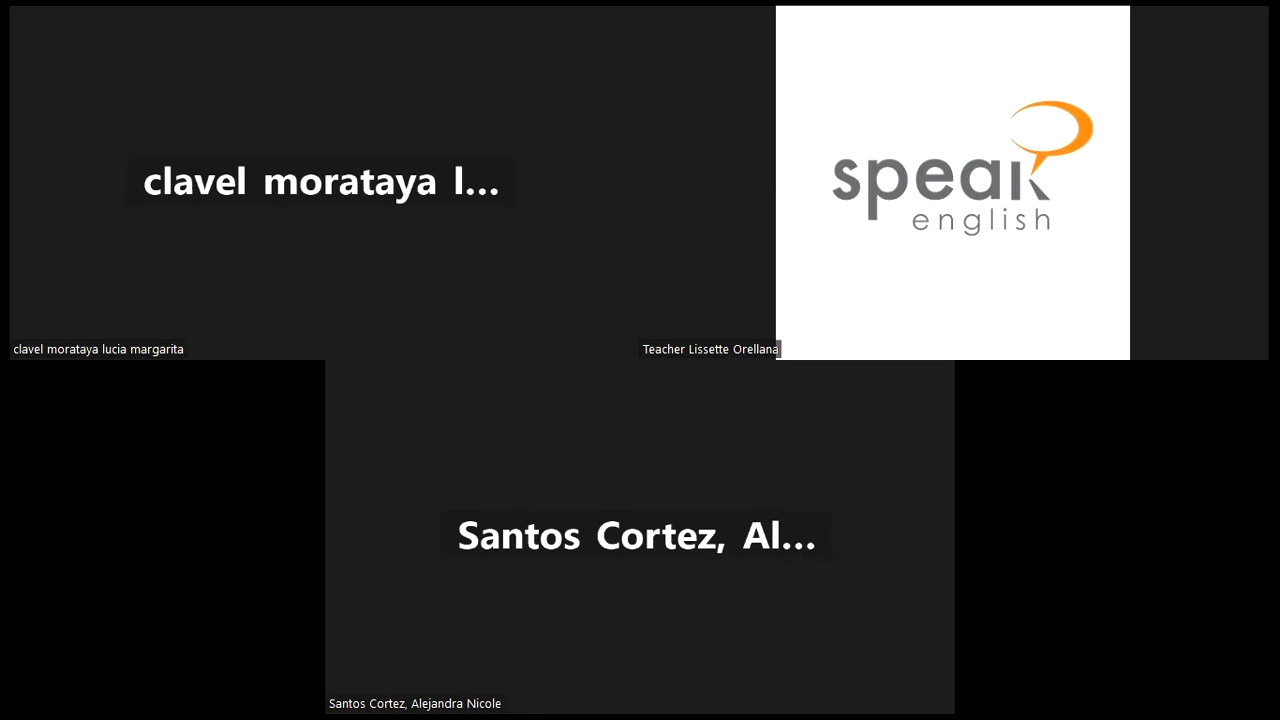 clavel morataya l...
clavel morataya lucia margarita
speak
english
Teacher Lissette Orellana
Santos Cortez, Al...
Santos Cortez, Alejandra Nicole